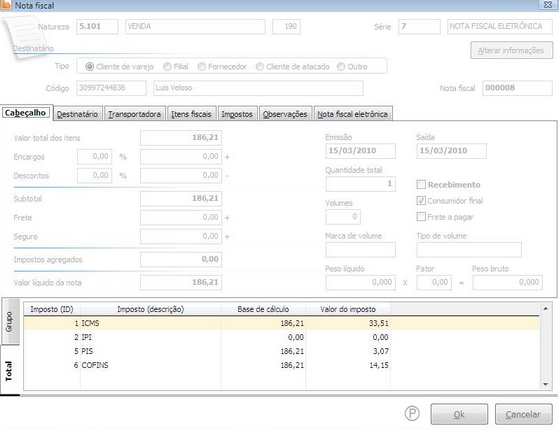 Nota fiscal
Natureza 5.101 VENDA 190 Série 7 NOTA FISCAL ELETRÔNICA
Destinatário
Alterar informações
Tipo Cliente de varejo Filial Fornecedor Cliente de atacado Outro
Código 30997244836 Luis Veloso Nota fiscal 000008
Cabeçalho Destinatário Transportadora Itens fiscais Impostos Observações Nota fiscal eletrônica
Valor total dos itens 186,21
Encargos 0,00 % 0,00 +
Descontos 0,00 % 0,00 -
Subtotal 186,21
Frete 0,00 +
Seguro 0,00 +
Impostos agregados 0,00
Valor líquido da nota 186,21
Emissão Saída
15/03/2010 15/03/2010
Quantidade total
1
Recebimento
Volumes Consumidor final
0 Frete a pagar
Marca de volume Tipo de volume
Peso líquido Fator Peso bruto
0,000 X 0,00 = 0,000
Grupo
Total
Imposto (ID) Imposto (descrição) Base de cálculo Valor do imposto
1 ICMS 186,21 33,51
2 IPI 0,00 0,00
5 PIS 186,21 3,07
6 COFINS 186,21 14,15
P Ok Cancelar